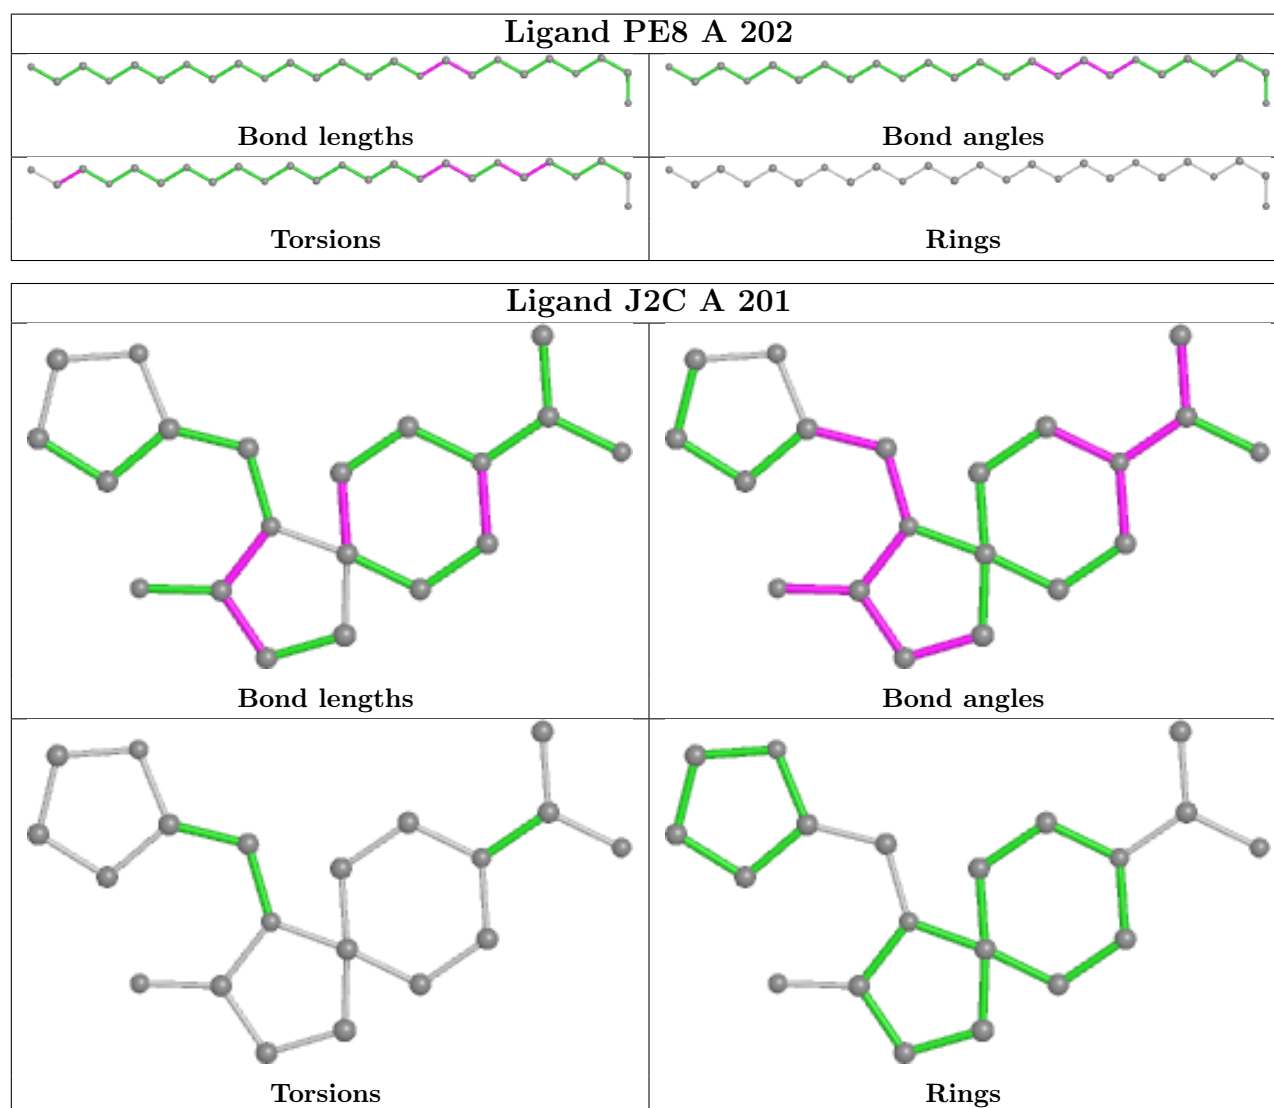 Ligand PE8 A 202
Bond lengths
Bond angles
Torsions
Rings
Ligand J2C A 201
Bond lengths
Bond angles
Torsions
Rings